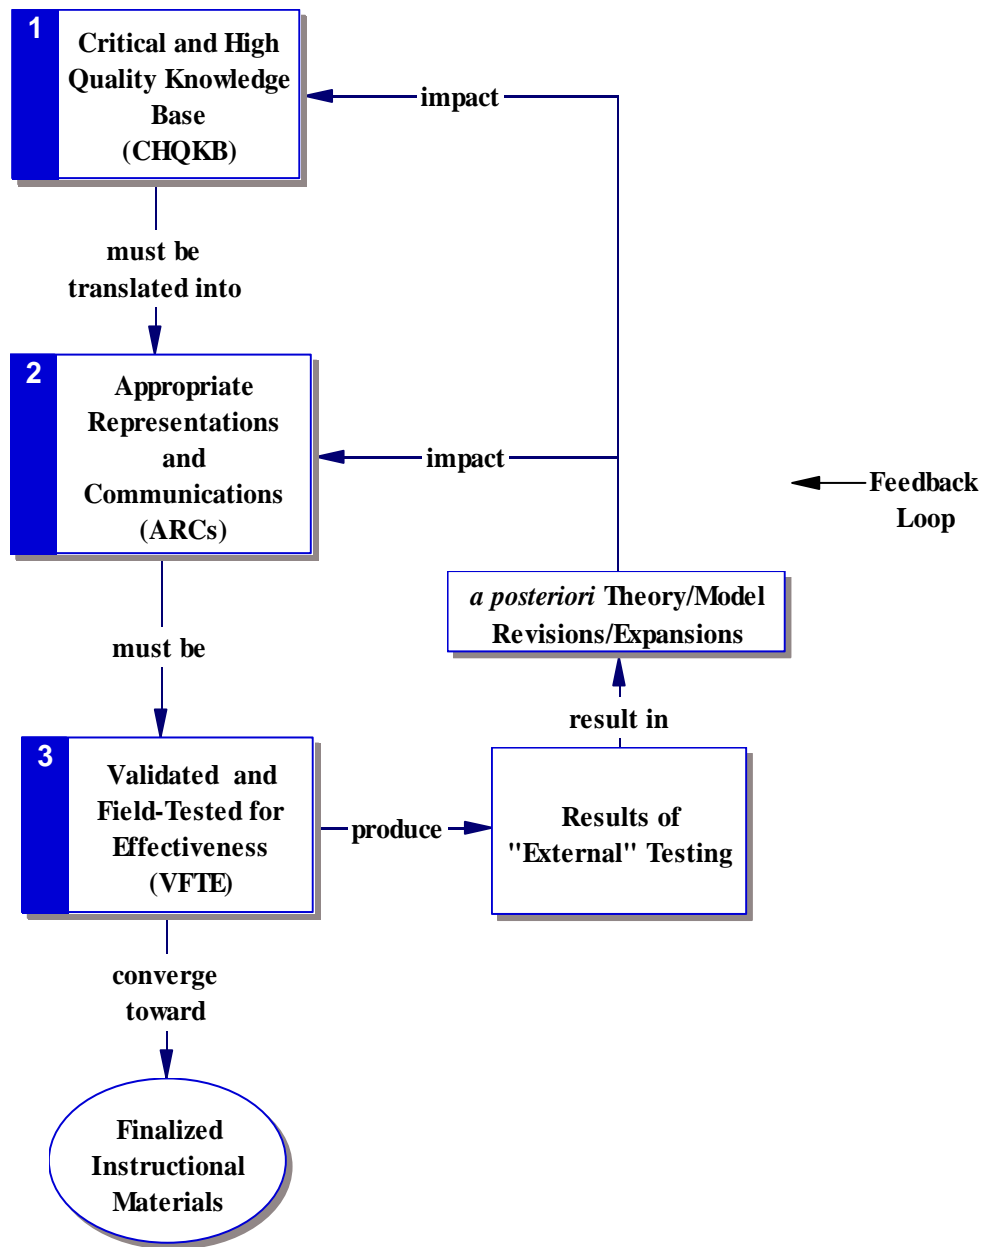 1
Critical and High
Quality Knowledge
Base
(CHQKB)
impact
must be
translated into
2
Appropriate
Representations
and
Communications
(ARCs)
impact
Feedback
Loop
a posteriori Theory/Model
Revisions/Expansions
must be
result in
3
Validated and
Field-Tested for
Effectiveness
(VFTE)
produce
Results of
"External" Testing
converge
toward
Finalized
Instructional
Materials